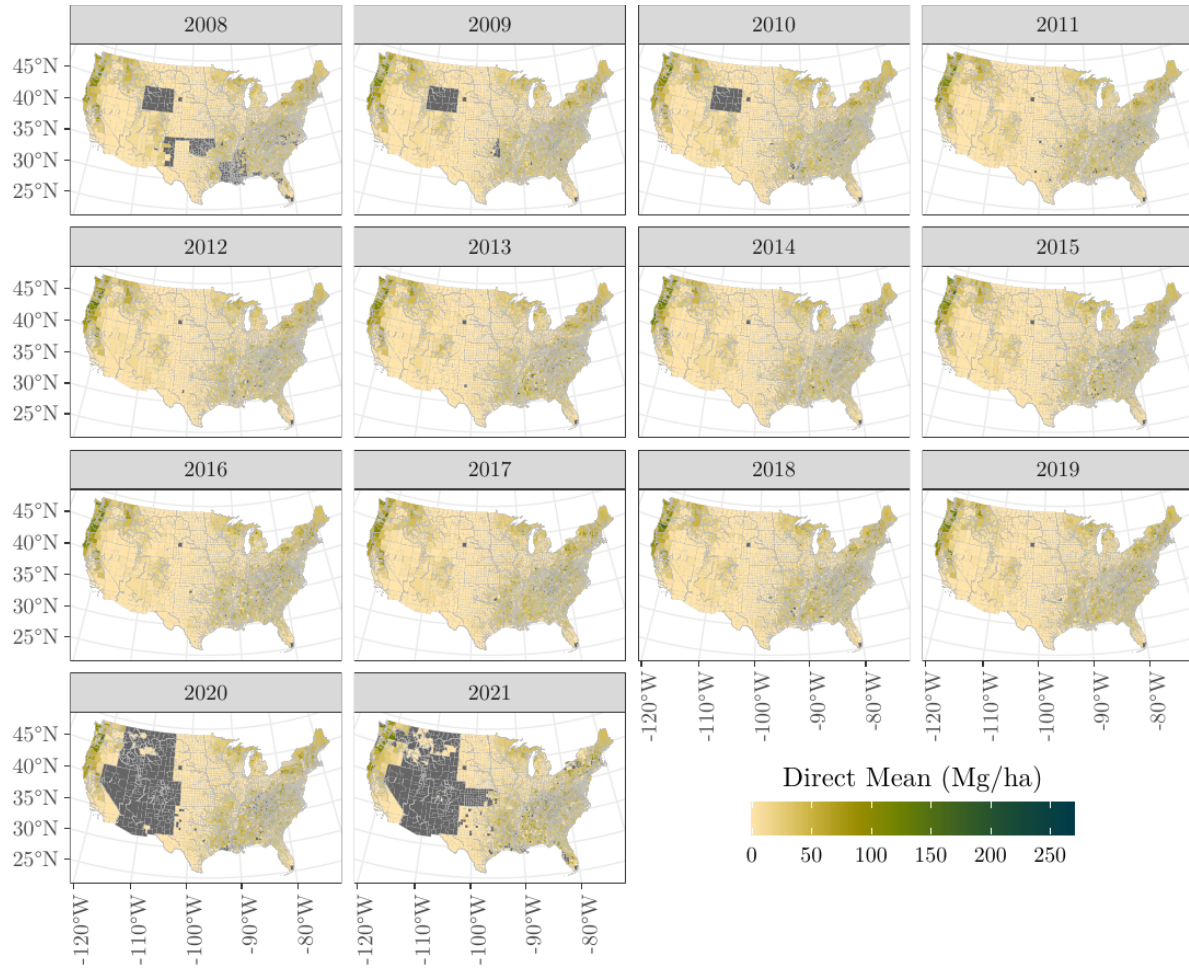 2008 2009 2010 2011
45°N
40°N
35°N
30°N
25°N
2012 2013 2014 2015
45°N
40°N
35°N
30°N
25°N
2016 2017 2018 2019
45°N
40°N
35°N
30°N
25°N
-120°W -110°W -100°W -90°W -80°W -120°W -110°W -100°W -90°W -80°W
2020 2021
45°N
40°N
35°N
30°N
25°N
-120°W -110°W -100°W -90°W -80°W -120°W -110°W -100°W -90°W -80°W
Direct Mean (Mg/ha)
0 50 100 150 200 250